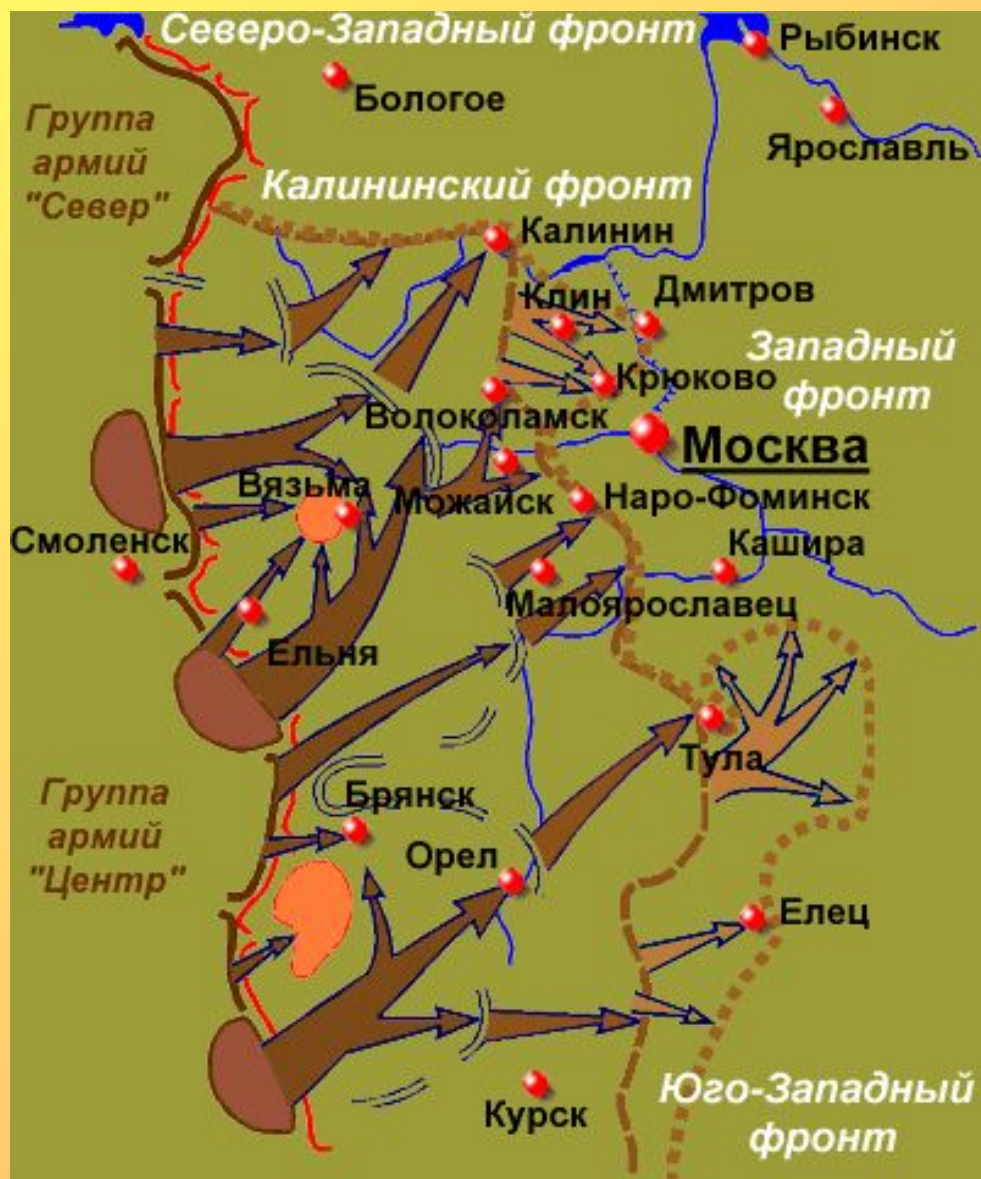 Северо-Западный фронт
Рыбинск
Бологое
Ярославль
Группа
армий
"Север"
Калининский фронт
Калинин
Клин
Дмитров
Западный
фронт
Крюково
Волоколамск
Москва
Вязьма
Можайск
Наро-Фоминск
Смоленск
Кашира
Малоярославец
Ельня
Тула
Группа
армий
"Центр"
Брянск
Орел
Елец
Курск
Юго-Западный
фронт